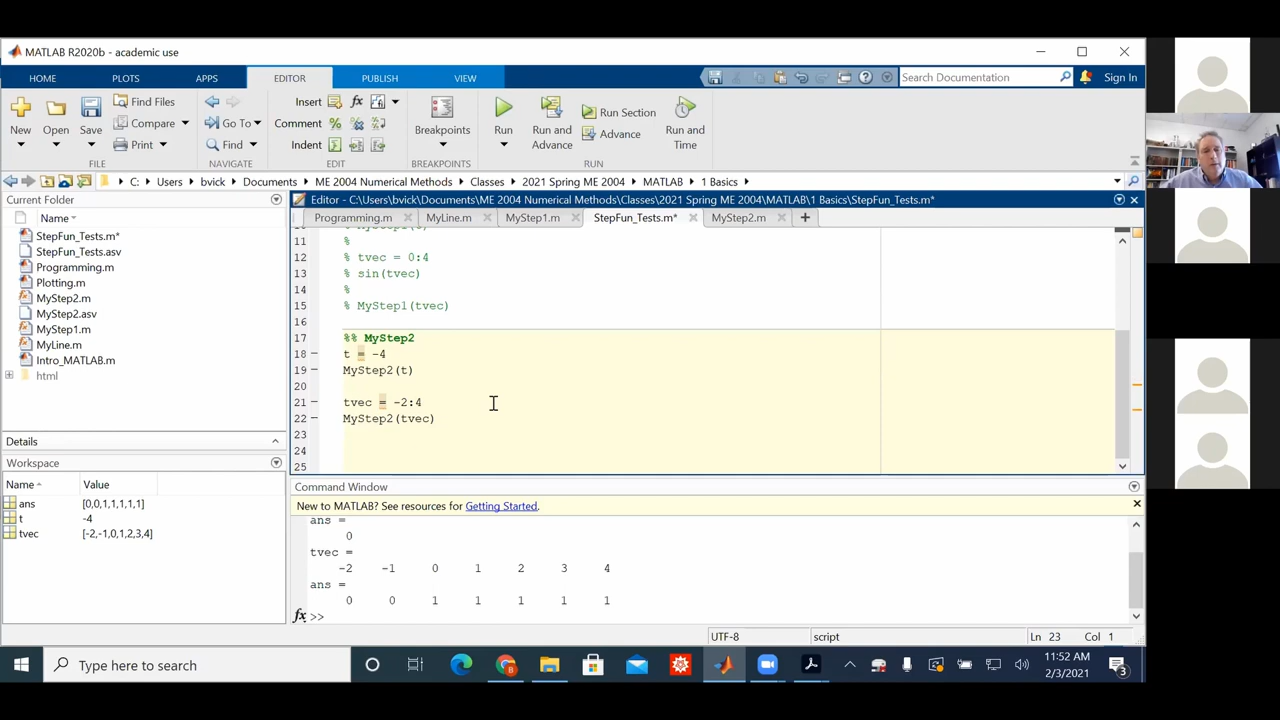 MATLAB R2020b - academic use
HOME PLOTS APPS EDITOR PUBLISH VIEW Search Documentation Sign In
New Open Save Find Files Compare Print Go To Find Insert fx Comment % % Indent Breakpoints Run Run and Advance Run Section Advance Run and Time
FILE NAVIGATE EDIT BREAKPOINTS RUN
C: Users bvick Documents ME 2004 Numerical Methods Classes 2021 Spring ME 2004 MATLAB 1 Basics
Current Folder
Name
StepFun_Tests.m*
StepFun_Tests.asv
Programming.m
Plotting.m
MyStep2.m
MyStep2.asv
MyStep1.m
MyLine.m
Intro_MATLAB.m
html
Details
Workspace
Name Value
ans [0,0,1,1,1,1,1]
t -4
tvec [-2,-1,0,1,2,3,4]
Editor - C:\Users\bvick\Documents\ME 2004 Numerical Methods\Classes\2021 Spring ME 2004\MATLAB\1 Basics\StepFun_Tests.m*
Programming.m MyLine.m MyStep1.m StepFun_Tests.m* MyStep2.m
11 %
12 % tvec = 0:4
13 % sin(tvec)
14 %
15 % MyStep1(tvec)
16
17 %% MyStep2
18 t = -4
19 MyStep2(t)
20
21 tvec = -2:4
22 MyStep2(tvec)
23
24
25
Command Window
New to MATLAB? See resources for Getting Started.
ans =
0
tvec =
-2 -1 0 1 2 3 4
ans =
0 0 1 1 1 1 1
fx >>
UTF-8 script Ln 23 Col 1
Type here to search
11:52 AM
2/3/2021
3